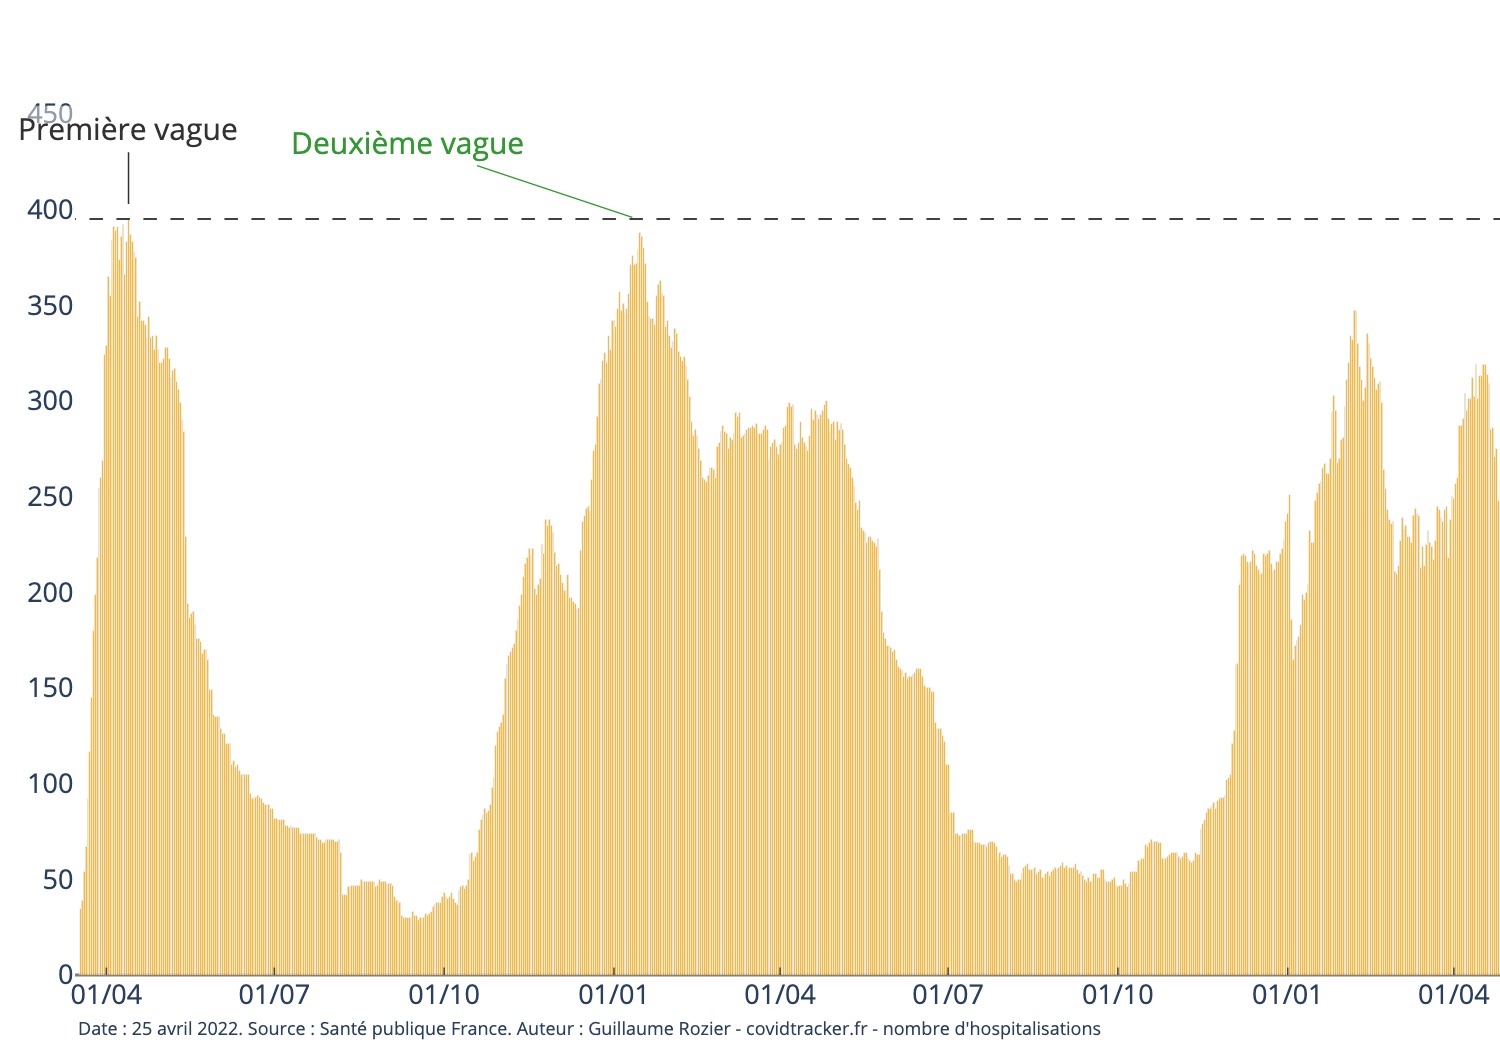 450
Première vague
Deuxième vague
400
350
300
250
200
150
100
50
0
01/04 01/07 01/10 01/01 01/04 01/07 01/10 01/01 01/04
Date : 25 avril 2022. Source : Santé publique France. Auteur : Guillaume Rozier - covidtracker.fr - nombre d'hospitalisations